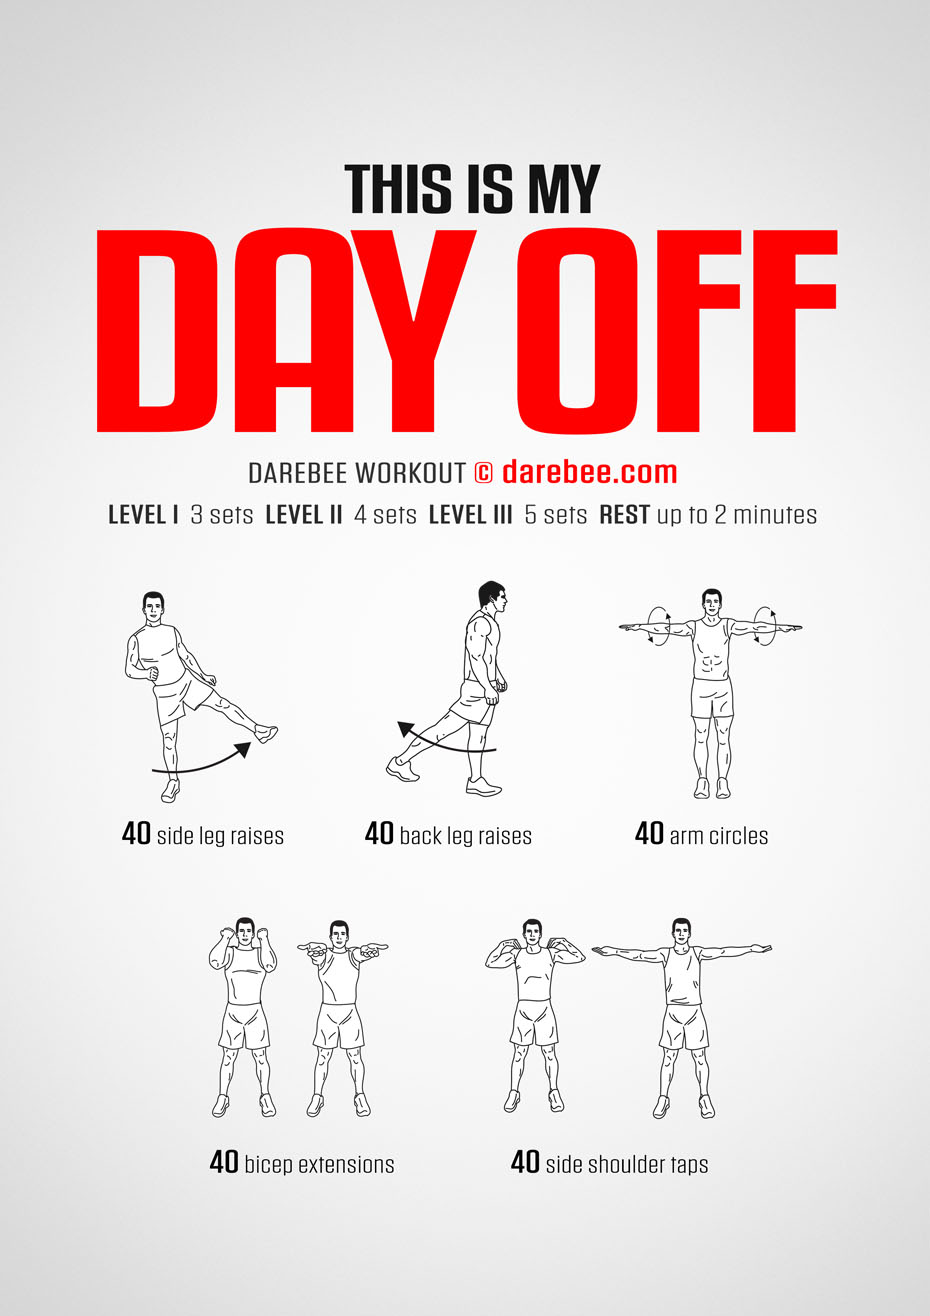 THIS IS MY
DAY OFF
DAREBEE WORKOUT © darebee.com
LEVEL I 3 sets LEVEL II 4 sets LEVEL III 5 sets REST up to 2 minutes
40 side leg raises
40 back leg raises
40 arm circles
40 bicep extensions
40 side shoulder taps